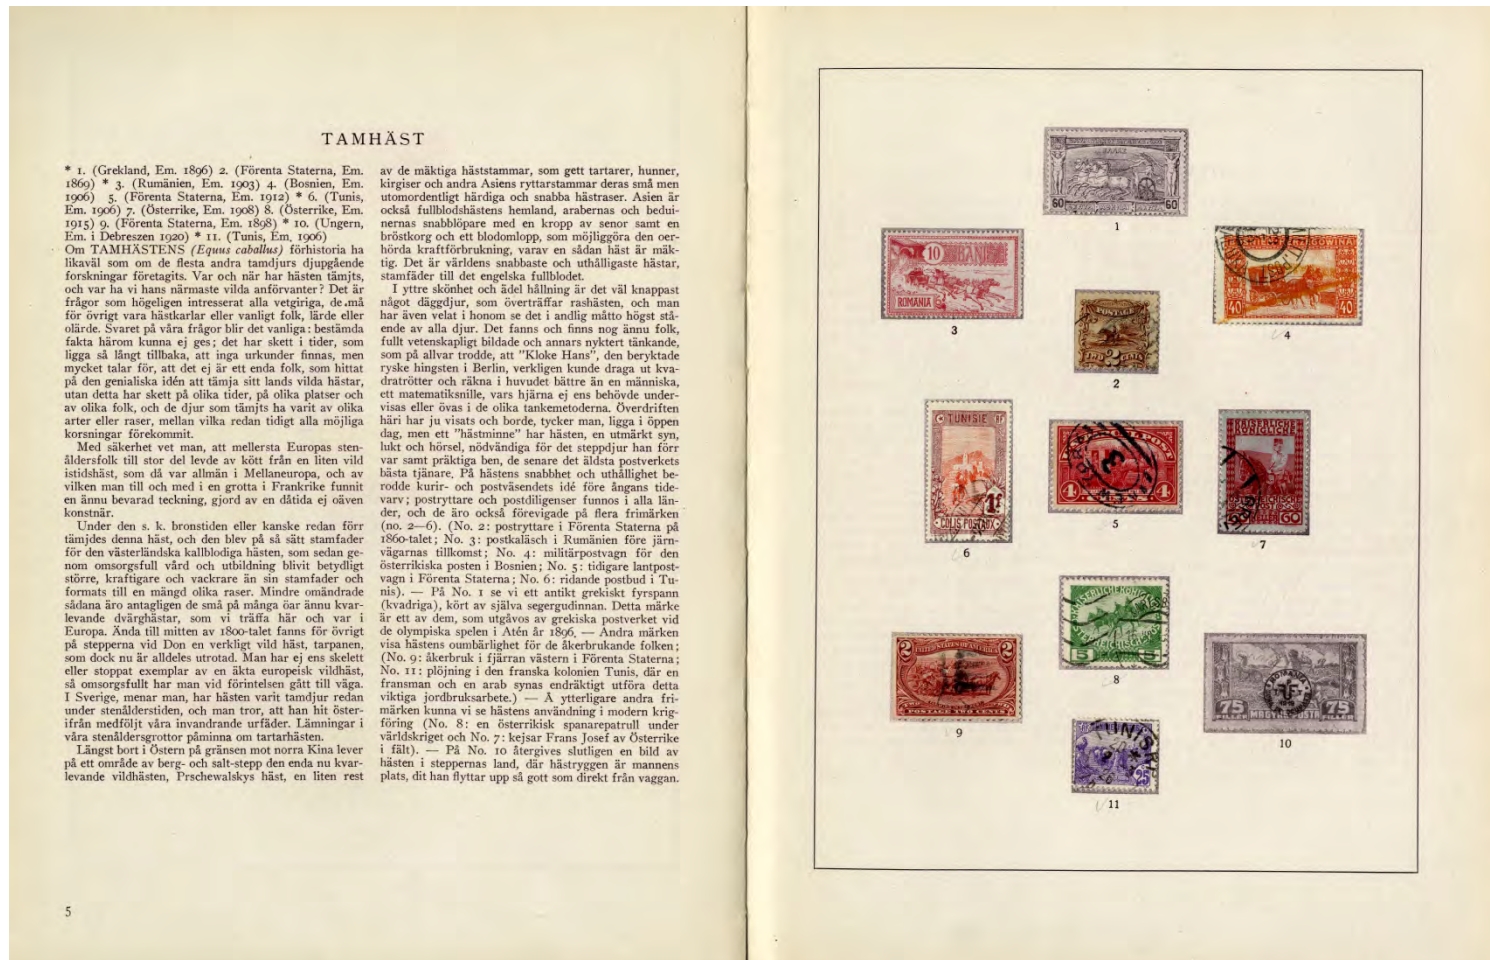 TAMHÄST
* 1. (Grekland, Em. 1896) 2. (Förenta Staterna, Em.
1869) * 3. (Rumänien, Em. 1903) 4. (Bosnien, Em.
1906) 5. (Förenta Staterna, Em. 1912) * 6. (Tunis,
Em. 1906) 7. (Österrike, Em. 1908) 8. (Österrike, Em.
1915) 9. (Förenta Staterna, Em. 1898) * 10. (Ungern,
Em. i Debreszen 1920) * 11. (Tunis, Em. 1906)
Om TAMHÄSTENS (Equus caballus) förhistoria ha
likaväl som om de flesta andra tamdjurs djupgående
forskningar företagits. Var och när har hästen tämjts,
och var ha vi hans närmaste vilda anförvanter? Det är
frågor som högeligen intresserat alla vetgiriga, de må
för övrigt vara hästkarlar eller vanligt folk, lärde eller
olärde. Svaret på våra frågor blir det vanliga: bestämda
fakta härom kunna ej ges; det har skett i tider, som
ligga så långt tillbaka, att inga urkunder finnas, men
mycket talar för, att det ej är ett enda folk, som hittat
på den genialiska idén att tämja sitt lands vilda hästar,
utan detta har skett på olika tider, på olika platser och
av olika folk, och de djur som tämjts ha varit av olika
arter eller raser, mellan vilka redan tidigt alla möjliga
korsningar förekommit.
Med säkerhet vet man, att mellersta Europas sten-
åldersfolk till stor del levde av kött från en liten vild
istidshäst, som då var allmän i Mellaneuropa, och av
vilken man till och med i en grotta i Frankrike funnit
en ännu bevarad teckning, gjord av en dåtida ej oäven
konstnär.
Under den s. k. bronstiden eller kanske redan förr
tämjdes denna häst, och den blev på så sätt stamfader
för den västerländska kallblodiga hästen, som sedan ge-
nom omsorgsfull vård och utbildning blivit betydligt
större, kraftigare och vackrare än sin stamfader och
formats till en mängd olika raser. Mindre omändrade
sådana äro antagligen de små på många öar ännu kvar-
levande dvärghästar, som vi träffa här och var i
Europa. Ända till mitten av 1800-talet fanns för övrigt
på stepperna vid Don en verkligt vild häst, tarpanen,
som dock nu är alldeles utrotad. Man har ej ens skelett
eller stoppat exemplar av en äkta europeisk vildhäst,
så omsorgsfullt har man vid förintelsen gått till väga.
I Sverige, menar man, har hästen varit tamdjur redan
under stenålderstiden, och man tror, att han hit öster-
ifrån medföljt våra invandrande urfäder. Lämningar i
våra stenåldersgrottor påminna om tartarhästen.
Längst bort i Östern på gränsen mot norra Kina lever
på ett område av berg- och salt-stepp den enda nu kvar-
levande vildhästen, Prschewalskys häst, en liten rest
av de mäktiga häststammar, som gett tartarer, hunner,
kirgiser och andra Asiens ryttarstammar deras små men
utomordentligt härdiga och snabba hästraser. Asien är
också fullblodshästens hemland, arabernas och bedui-
nernas snabblöpare med en kropp av senor samt en
bröstkorg och ett blodomlopp, som möjliggöra den oer-
hörda kraftförbrukning, varav en sådan häst är mäk-
tig. Det är världens snabbaste och uthålligaste hästar,
stamfäder till det engelska fullblodet.
I yttre skönhet och ädel hållning är det väl knappast
något däggdjur, som överträffar rashästen, och man
har även velat i honom se det i andlig måtto högst stå-
ende av alla djur. Det fanns och finns nog ännu folk,
fullt vetenskapligt bildade och annars nyktert tänkande,
som på allvar trodde, att "Kloke Hans", den beryktade
ryske hingsten i Berlin, verkligen kunde draga ut kva-
dratrötter och räkna i huvudet bättre än en människa,
ett matematiksnille, vars hjärna ej ens behövde under-
visas eller övas i de olika tankemetoderna. Överdriften
häri har ju visats och borde, tycker man, ligga i öppen
dag, men ett "hästminne" har hästen, en utmärkt syn,
lukt och hörsel, nödvändiga för det steppdjur han förr
var samt präktiga ben, de senare det äldsta postverkets
bästa tjänare. På hästens snabbhet och uthållighet be-
rodde kurir- och postväsendets idé före ångans tide-
varv; postryttare och postdiligenser funnos i alla län-
der, och de äro också förevigade på flera frimärken
(no. 2—6). (No. 2: postryttare i Förenta Staterna på
1860-talet; No. 3: postkaläsch i Rumänien före järn-
vägarnas tillkomst; No. 4: militärpostvagn för den
österrikiska posten i Bosnien; No. 5: tidigare lantpost-
vagn i Förenta Staterna; No. 6: ridande postbud i Tu-
nis). — På No. 1 se vi ett antikt grekiskt fyrspann
(kvadriga), kört av själva segergudinnan. Detta märke
är ett av dem, som utgåvos av grekiska postverket vid
de olympiska spelen i Atén år 1896. — Andra märken
visa hästens oumbärlighet för de åkerbrukande folken;
(No. 9: åkerbruk i fjärran västern i Förenta Staterna;
No. 11: plöjning i den franska kolonien Tunis, där en
fransman och en arab synas endräktigt utföra detta
viktiga jordbruksarbete.) — Å ytterligare andra fri-
märken kunna vi se hästens användning i modern krig-
föring (No. 8: en österrikisk spanarepatrull under
världskriget och No. 7: kejsar Frans Josef av Österrike
i fält). — På No. 10 återgives slutligen en bild av
hästen i steppernas land, där hästryggen är mannens
plats, dit han flyttar upp så gott som direkt från vaggan.
5
60 60
1
10 BANI
ROMANIA
3
40 40
4
POSTAGE
TWO 2 CENTS
2
TUNISIE RF
1f
COLIS POSTAUX
6
4 4
5
KAISERLICHE
KÖNIGLICHE
60
7
5 5
8
2 2
UNITED STATES OF AMERICA
POSTAGE TWO CENTS
9
75 75
FILLER FILLER
10
25
11